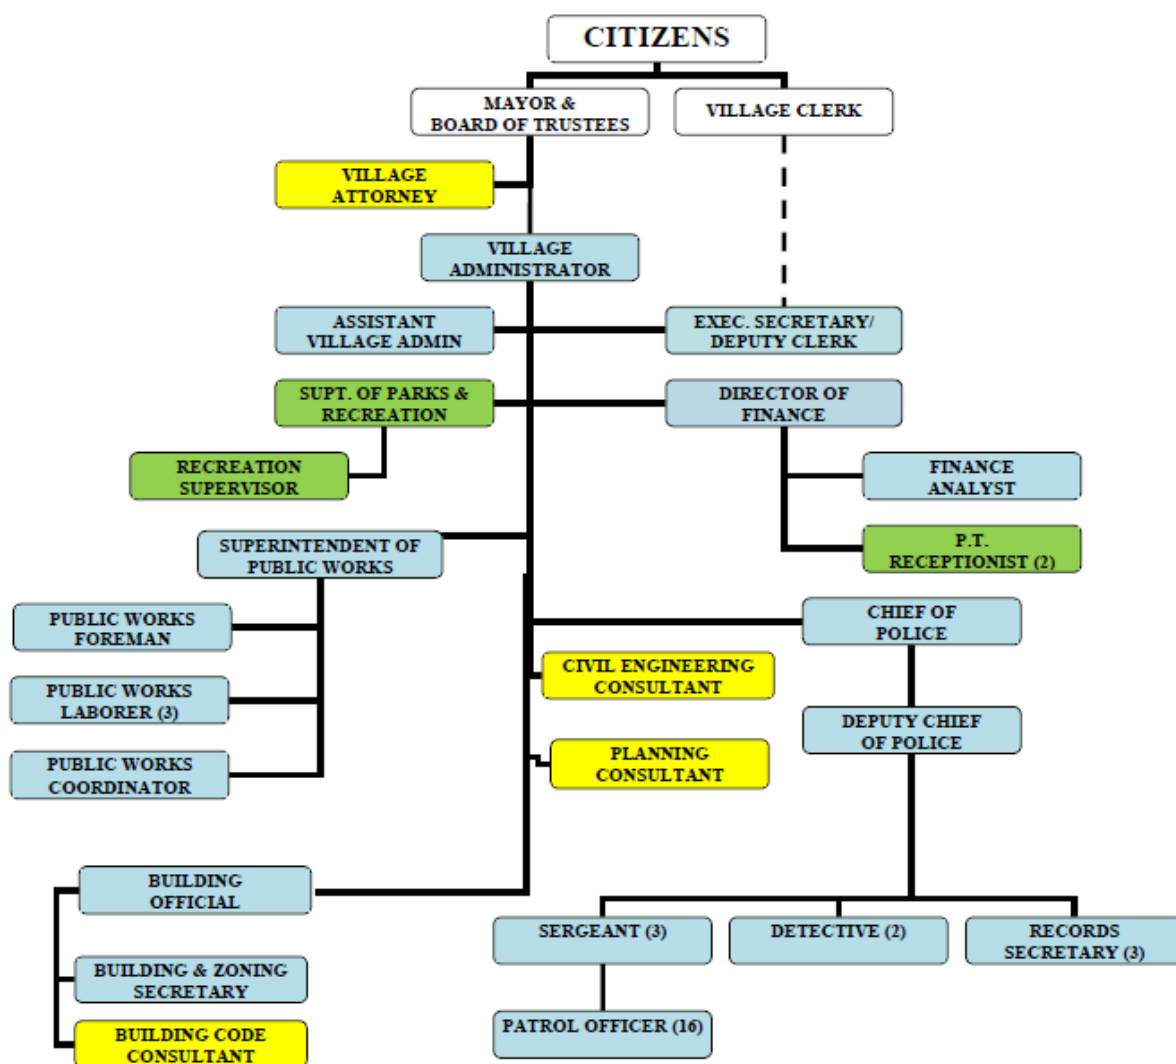 CITIZENS
MAYOR &
BOARD OF TRUSTEES
VILLAGE CLERK
VILLAGE
ATTORNEY
VILLAGE
ADMINISTRATOR
ASSISTANT
VILLAGE ADMIN
EXEC. SECRETARY/
DEPUTY CLERK
SUPT. OF PARKS &
RECREATION
DIRECTOR OF
FINANCE
RECREATION
SUPERVISOR
FINANCE
ANALYST
SUPERINTENDENT OF
PUBLIC WORKS
P.T.
RECEPTIONIST (2)
PUBLIC WORKS
FOREMAN
CHIEF OF
POLICE
CIVIL ENGINEERING
CONSULTANT
PUBLIC WORKS
LABORER (3)
DEPUTY CHIEF
OF POLICE
PLANNING
CONSULTANT
PUBLIC WORKS
COORDINATOR
BUILDING
OFFICIAL
SERGEANT (3)
DETECTIVE (2)
RECORDS
SECRETARY (3)
BUILDING & ZONING
SECRETARY
PATROL OFFICER (16)
BUILDING CODE
CONSULTANT